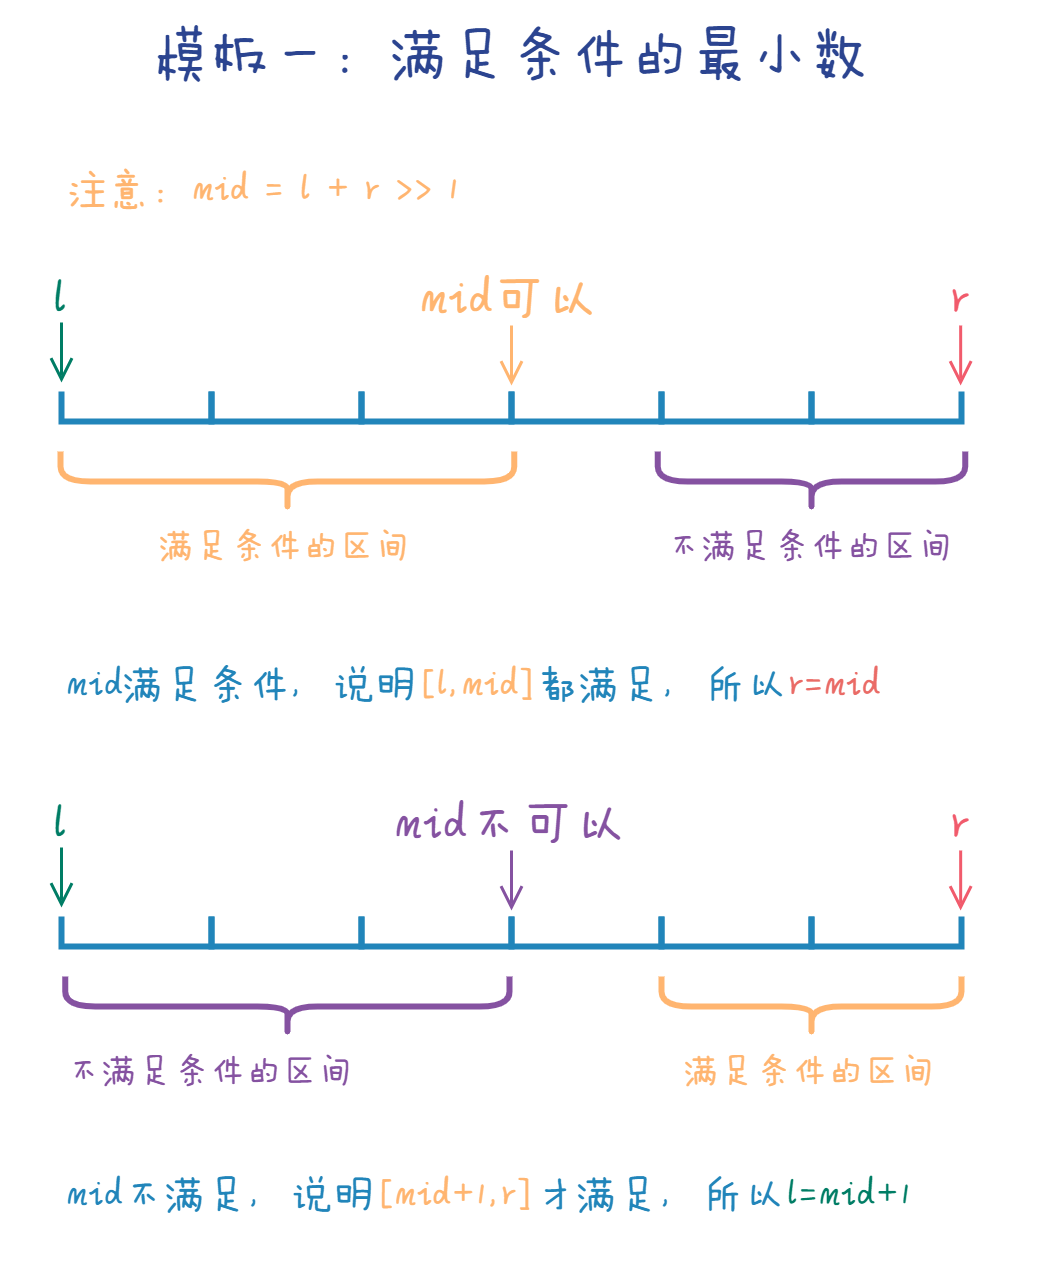 模板一：满足条件的最小数
注意：mid = l + r >> 1
l mid可以 r
满足条件的区间 不满足条件的区间
mid满足条件，说明[l,mid]都满足，所以r=mid
l mid不可以 r
不满足条件的区间 满足条件的区间
mid不满足，说明[mid+1,r]才满足，所以l=mid+1